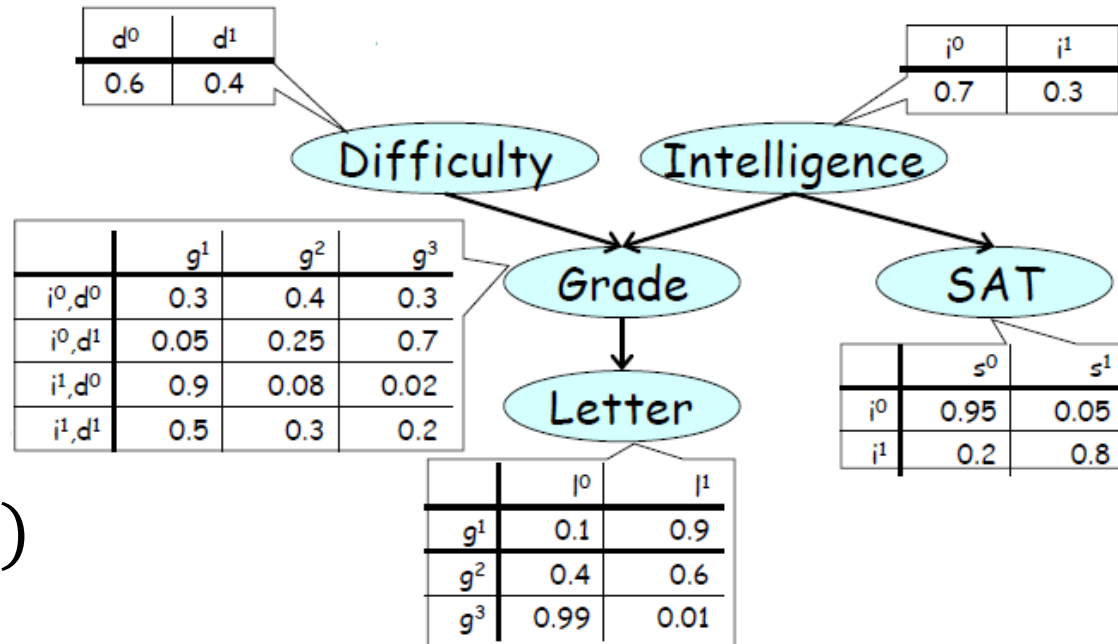 d⁰ d¹
0.6 0.4
i⁰ i¹
0.7 0.3
Difficulty
Intelligence
g¹ g² g³
i⁰,d⁰ 0.3 0.4 0.3
i⁰,d¹ 0.05 0.25 0.7
i¹,d⁰ 0.9 0.08 0.02
i¹,d¹ 0.5 0.3 0.2
Grade
SAT
s⁰ s¹
i⁰ 0.95 0.05
i¹ 0.2 0.8
Letter
l⁰ l¹
g¹ 0.1 0.9
g² 0.4 0.6
g³ 0.99 0.01
)